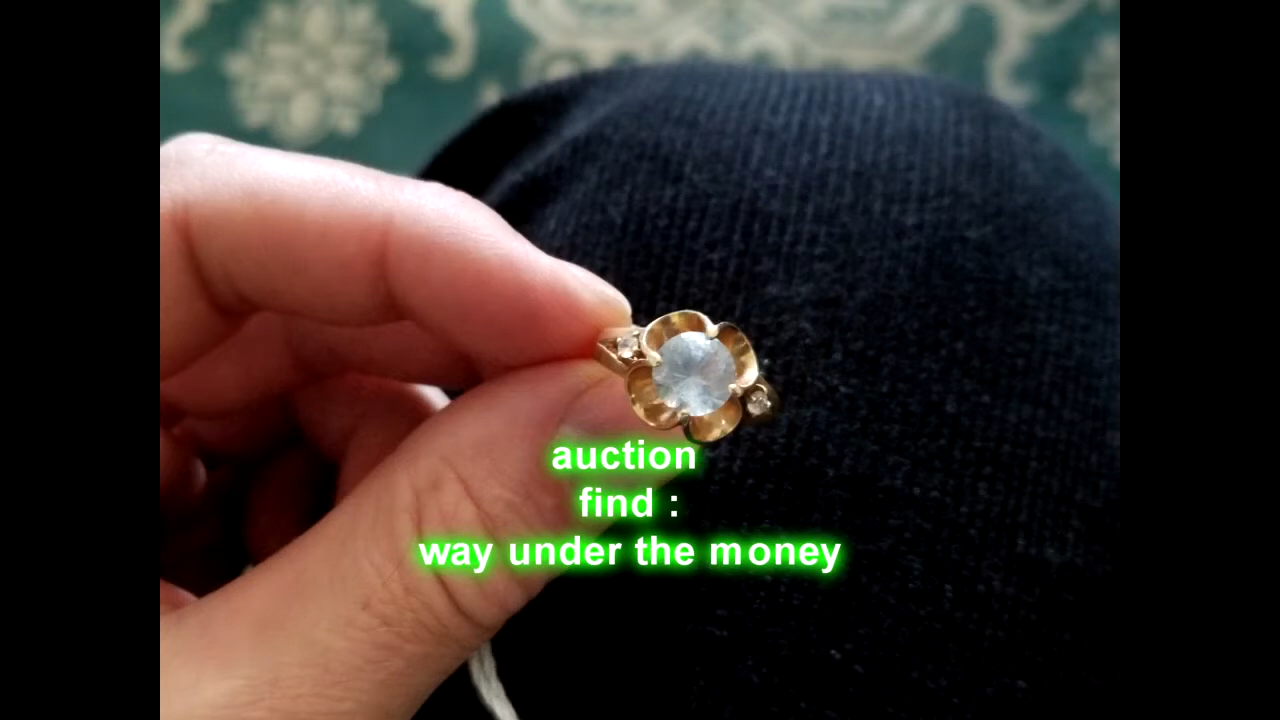 auction
find :
way under the money